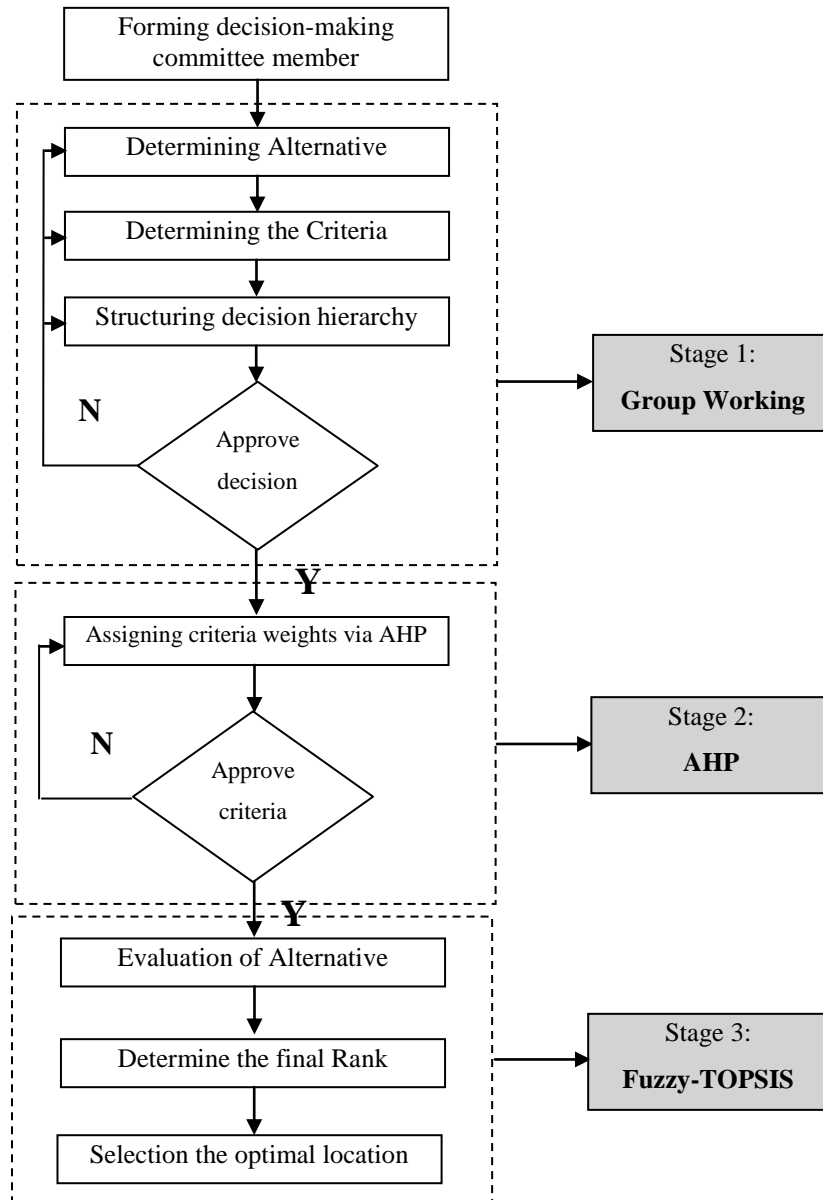 Forming decision-making
committee member
Determining Alternative
Determining the Criteria
Structuring decision hierarchy
Stage 1:
Group Working
N
Approve
decision
Y
Assigning criteria weights via AHP
Stage 2:
AHP
N
Approve
criteria
Y
Evaluation of Alternative
Determine the final Rank
Stage 3:
Fuzzy-TOPSIS
Selection the optimal location